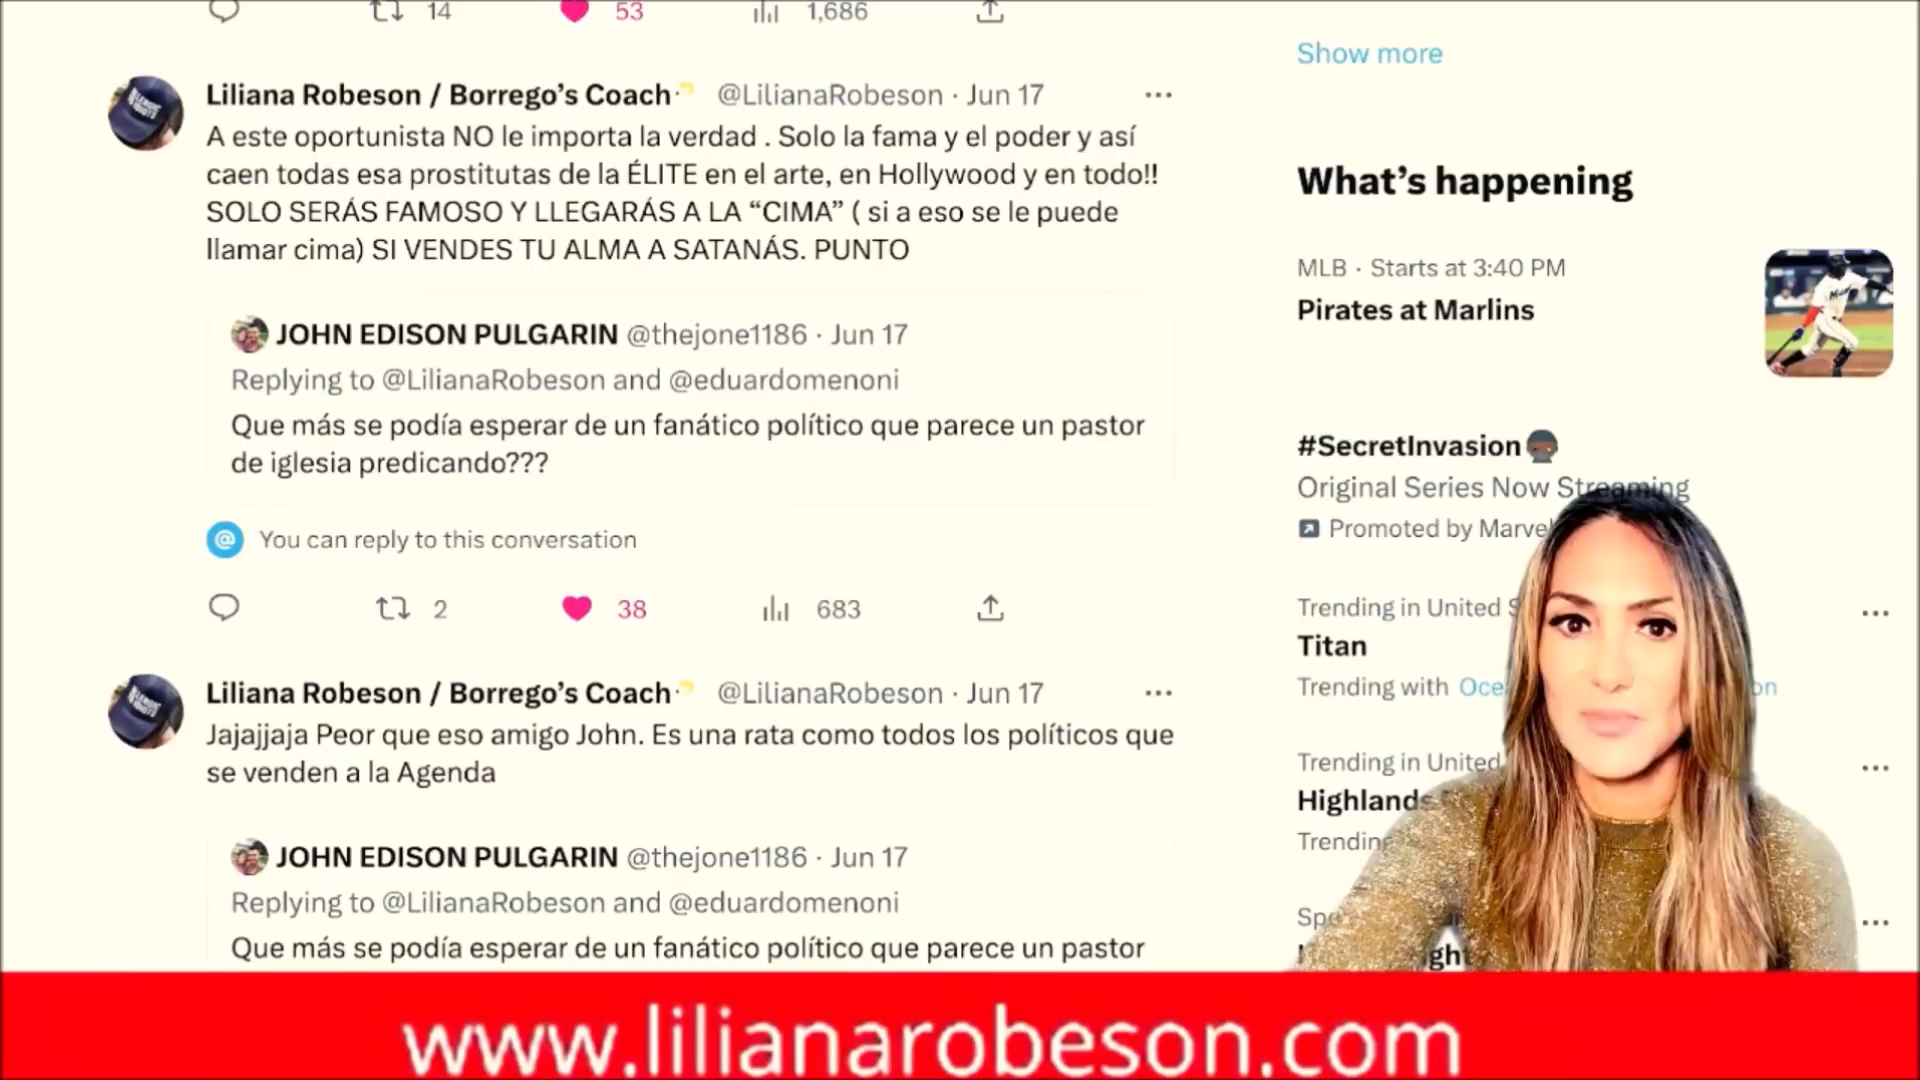 14 53 1,686
Show more
Liliana Robeson / Borrego's Coach @LilianaRobeson · Jun 17
A este oportunista NO le importa la verdad . Solo la fama y el poder y así
caen todas esa prostitutas de la ÉLITE en el arte, en Hollywood y en todo!!
SOLO SERÁS FAMOSO Y LLEGARÁS A LA “CIMA” ( si a eso se le puede
llamar cima) SI VENDES TU ALMA A SATANÁS. PUNTO
JOHN EDISON PULGARIN @thejone1186 · Jun 17
Replying to @LilianaRobeson and @eduardomenoni
Que más se podía esperar de un fanático político que parece un pastor
de iglesia predicando???
@ You can reply to this conversation
2 38 683
Liliana Robeson / Borrego's Coach @LilianaRobeson · Jun 17
Jajajjaja Peor que eso amigo John. Es una rata como todos los políticos que
se venden a la Agenda
JOHN EDISON PULGARIN @thejone1186 · Jun 17
Replying to @LilianaRobeson and @eduardomenoni
Que más se podía esperar de un fanático político que parece un pastor
What's happening
MLB · Starts at 3:40 PM
Pirates at Marlins
#SecretInvasion
Original Series Now Streaming
Promoted by Marvel
Trending in United S
Titan
Trending with Oce on
Trending in United
Highlands
Trending
Spo
ght
www.lilianarobeson.com